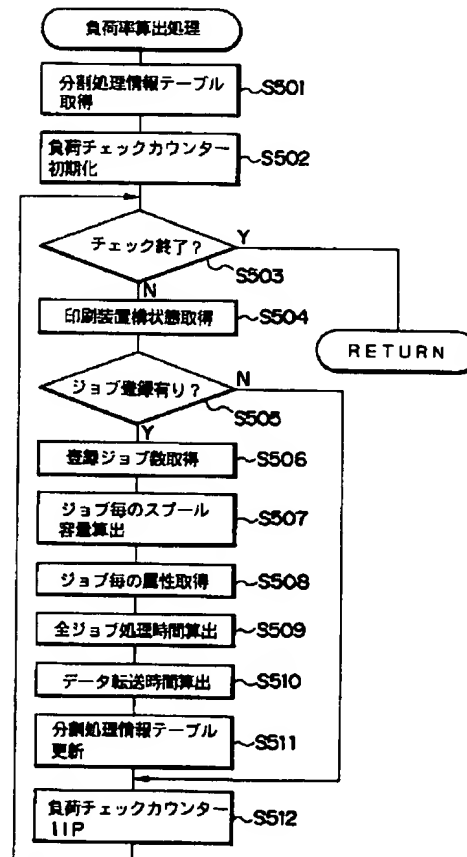 負荷率算出処理
分割処理情報テーブル
取得
S501
負荷チェックカウンター
初期化
S502
チェック終了?
Y
S503
N
印刷装置構状態取得
S504
RETURN
ジョブ登録有り?
N
S505
Y
登録ジョブ数取得
S506
ジョブ毎のスプール
容量算出
S507
ジョブ毎の属性取得
S508
全ジョブ処理時間算出
S509
データ転送時間算出
S510
分割処理情報テーブル
更新
S511
負荷チェックカウンター
1UP
S512